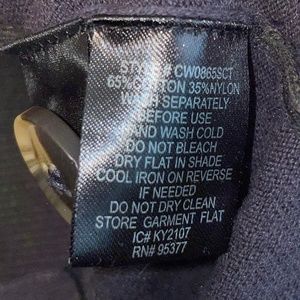 STYLE# CW0865SCT
65% COTTON 35%NYLON
WASH SEPARATELY
BEFORE USE
HAND WASH COLD
DO NOT BLEACH
DRY FLAT IN SHADE
COOL IRON ON REVERSE
IF NEEDED
DO NOT DRY CLEAN
STORE GARMENT FLAT
IC# KY2107
RN# 95377